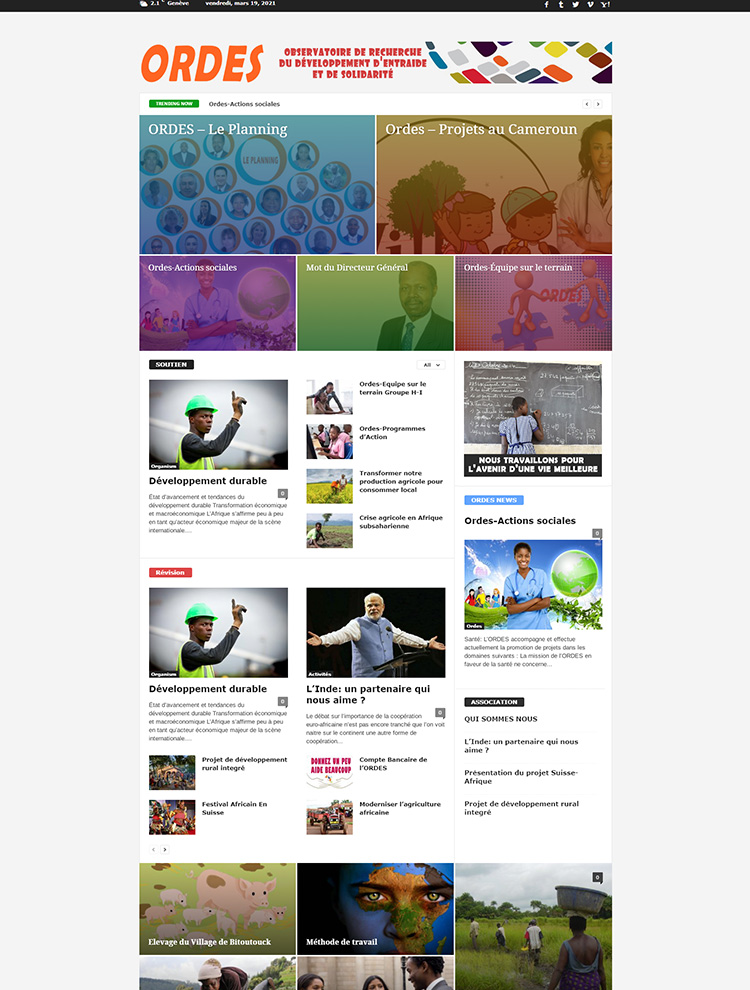 2.1 ° Genève vendredi, mars 19, 2021
ORDES
OBSERVATOIRE DE RECHERCHE
DU DÉVELOPPEMENT D'ENTRAIDE
ET DE SOLIDARITÉ
TRENDING NOW Ordes-Actions sociales
ORDES – Le Planning
LE PLANNING
Ordes – Projets au Cameroun
Ordes-Actions sociales
Mot du Directeur Général
Ordes-Équipe sur le terrain
ORDES
SOUTIEN
All
Organism
Développement durable
0
État d'avancement et tendances du
développement durable Transformation économique
et macroéconomique L'Afrique s'affirme peu à peu
en tant qu'acteur économique majeur de la scène
internationale....
Ordes-Equipe sur le
terrain Groupe H-I
Ordes-Programmes
d'Action
Transformer notre
production agricole pour
consommer local
Crise agricole en Afrique
subsaharienne
NOUS TRAVAILLONS POUR
L'AVENIR D'UNE VIE MEILLEURE
ORDES NEWS
Ordes-Actions sociales
0
Ordes
Santé: L'ORDES accompagne et effectue
actuellement la promotion de projets dans les
domaines suivants : La mission de l'ORDES en
faveur de la santé ne concerne...
Révision
Organism
Développement durable
0
État d'avancement et tendances du
développement durable Transformation économique
et macroéconomique L'Afrique s'affirme peu à peu
en tant qu'acteur économique majeur de la scène
internationale....
Activités
L'Inde: un partenaire qui
nous aime ?
0
Le débat sur l'importance de la coopération
euro-africaine n'est pas encore tranché que l'on voit
naitre sur le continent une autre forme de
coopération...
Projet de développement
rural integré
Festival Africain En
Suisse
DONNEZ UN PEU
AIDE BEAUCOUP
Compte Bancaire de
l'ORDES
Moderniser l'agriculture
africaine
ASSOCIATION
QUI SOMMES NOUS
L'Inde: un partenaire qui nous
aime ?
Présentation du projet Suisse-
Afrique
Projet de développement rural
integré
Elevage du Village de Bitoutouck
Méthode de travail
0